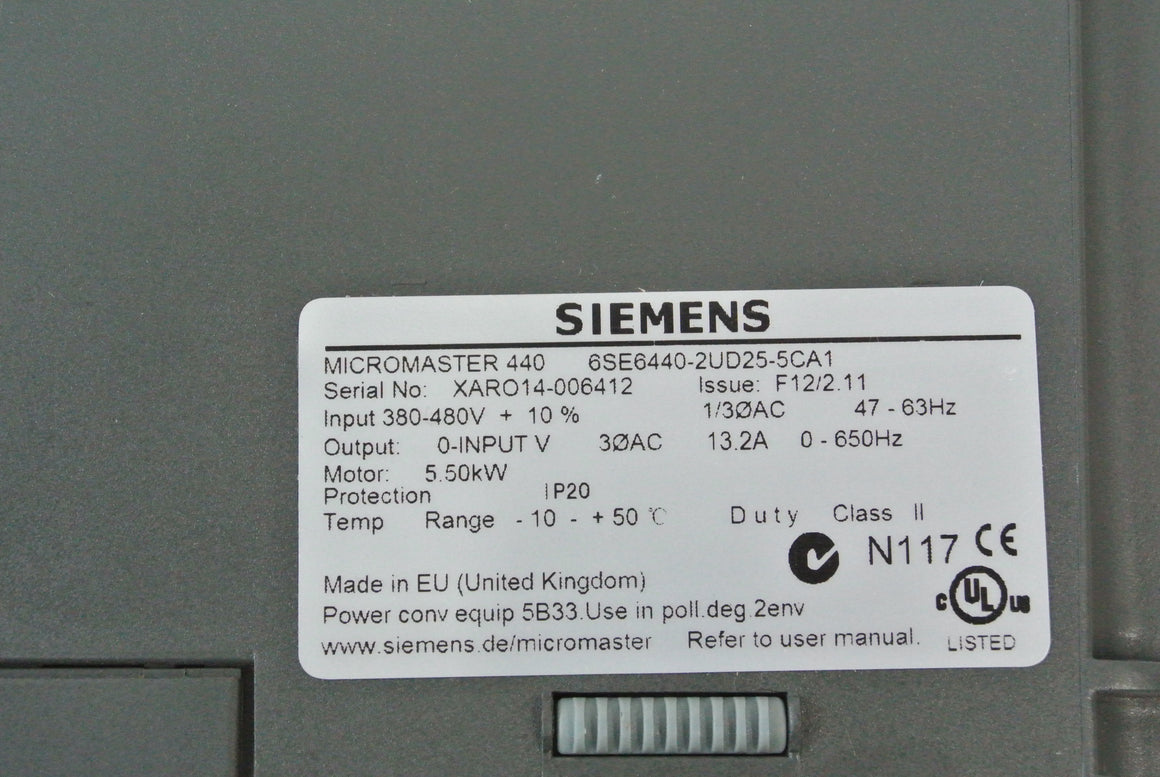 SIEMENS
MICROMASTER 440 6SE6440-2UD25-5CA1
Serial No: XARO14-006412 Issue: F12/2.11
Input 380-480V + 10 % 1/3ØAC 47 - 63Hz
Output: 0-INPUT V 3ØAC 13.2A 0 - 650Hz
Motor: 5.50kW
Protection IP20
Temp Range - 10 - + 50 ℃ Duty Class II
N117 CE
Made in EU (United Kingdom)
C UL US
Power conv equip 5B33.Use in poll.deg.2env
www.siemens.de/micromaster Refer to user manual. LISTED